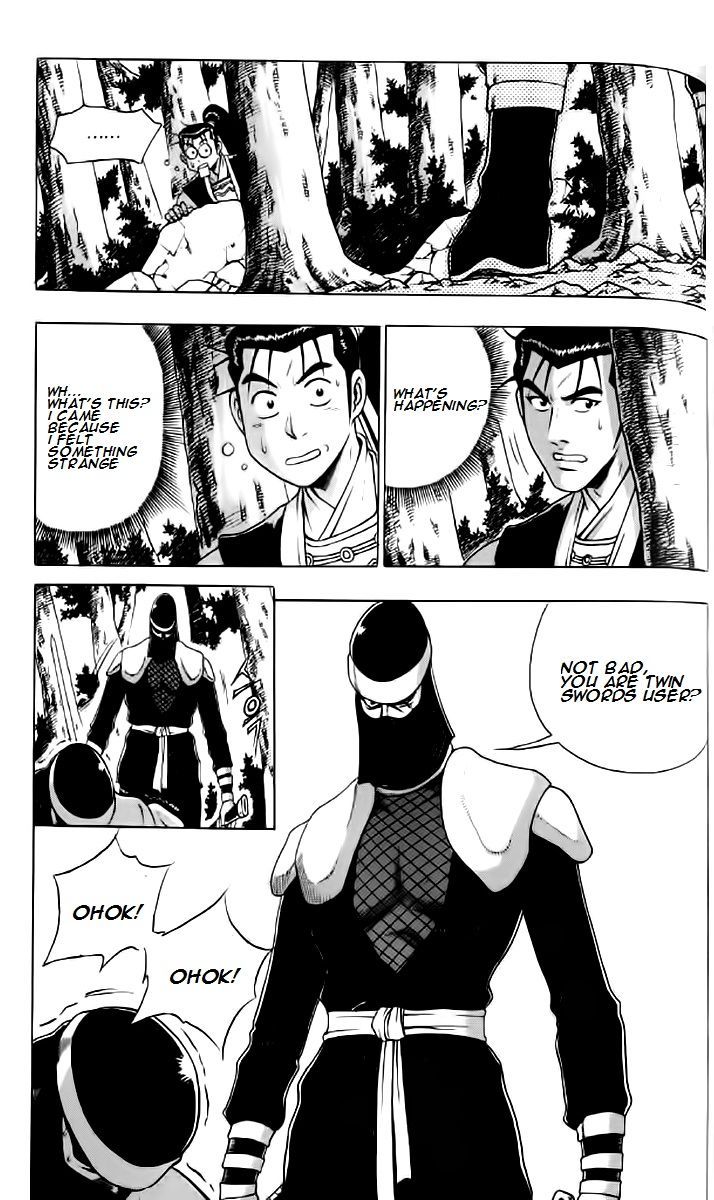 ......
WH...
WHAT'S THIS?
I CAME
BECAUSE
I FELT
SOMETHING
STRANGE
WHAT'S
HAPPENING?
NOT BAD,
YOU ARE TWIN
SWORDS USER?
OHOK!
OHOK!